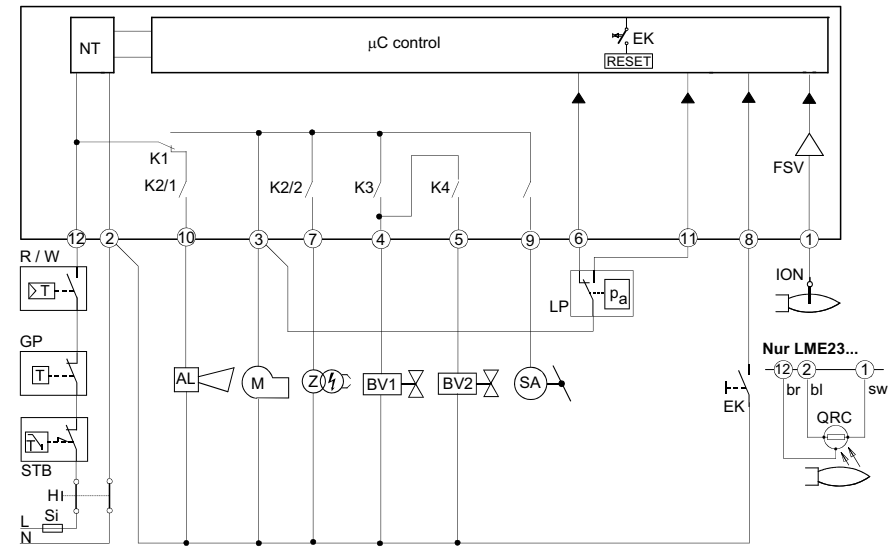 NT
μC control
EK
RESET
FSV
K1
K2/1
K2/2
K3
K4
12
2
10
3
7
4
5
9
6
11
8
1
R / W
T
LP
pa
ION
GP
T
Nur LME23...
12
2
1
br
bl
sw
AL
M
Z
BV1
BV2
SA
EK
QRC
T
STB
H
Si
L
N